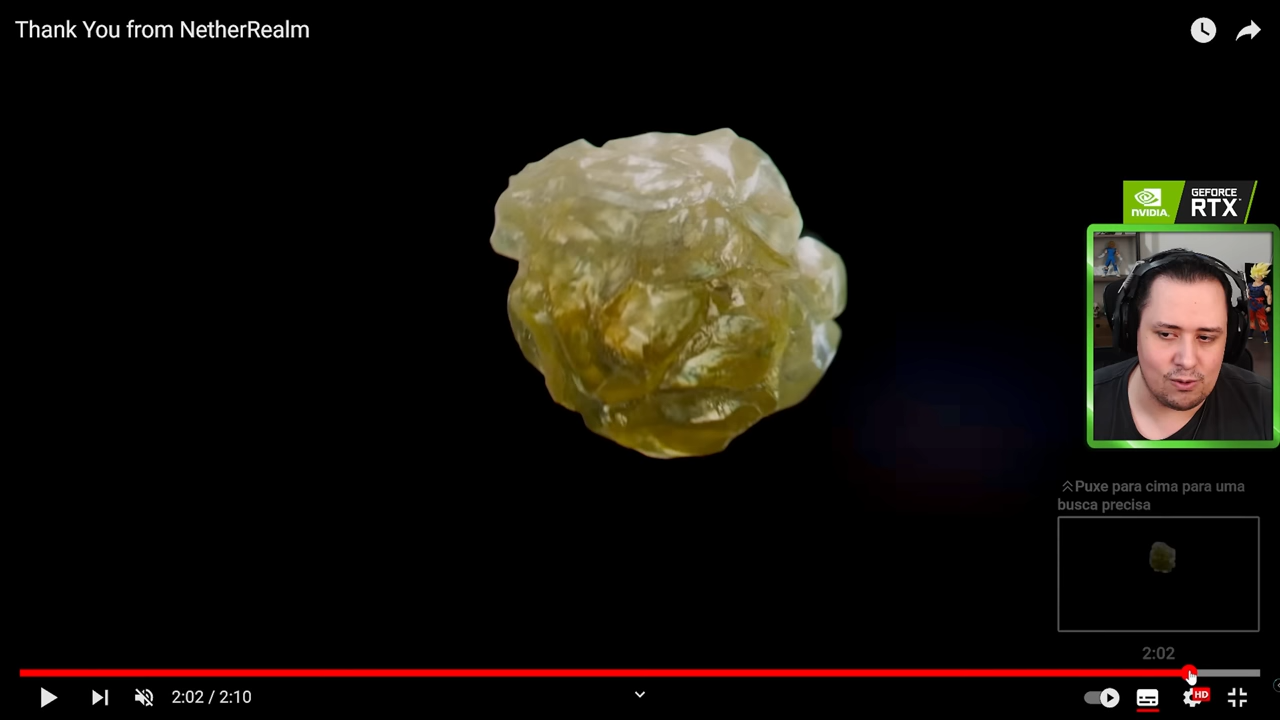 Thank You from NetherRealm
NVIDIA.
GEFORCE
RTX
Puxe para cima para uma
busca precisa
2:02
2:02 / 2:10
HD